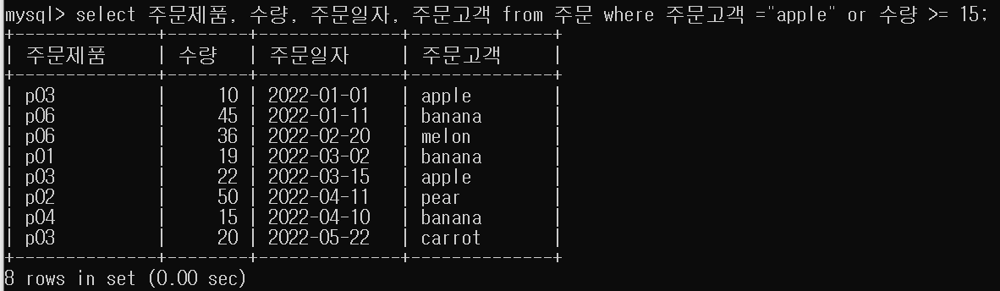 mysql> select 주문제품, 수량, 주문일자, 주문고객 from 주문 where 주문고객 ="apple" or 수량 >= 15;
+--------------+--------+--------------+--------------+
| 주문제품 | 수량 | 주문일자 | 주문고객 |
+--------------+--------+--------------+--------------+
| p03 | 10 | 2022-01-01 | apple |
| p06 | 45 | 2022-01-11 | banana |
| p06 | 36 | 2022-02-20 | melon |
| p01 | 19 | 2022-03-02 | banana |
| p03 | 22 | 2022-03-15 | apple |
| p02 | 50 | 2022-04-11 | pear |
| p04 | 15 | 2022-04-10 | banana |
| p03 | 20 | 2022-05-22 | carrot |
+--------------+--------+--------------+--------------+
8 rows in set (0.00 sec)